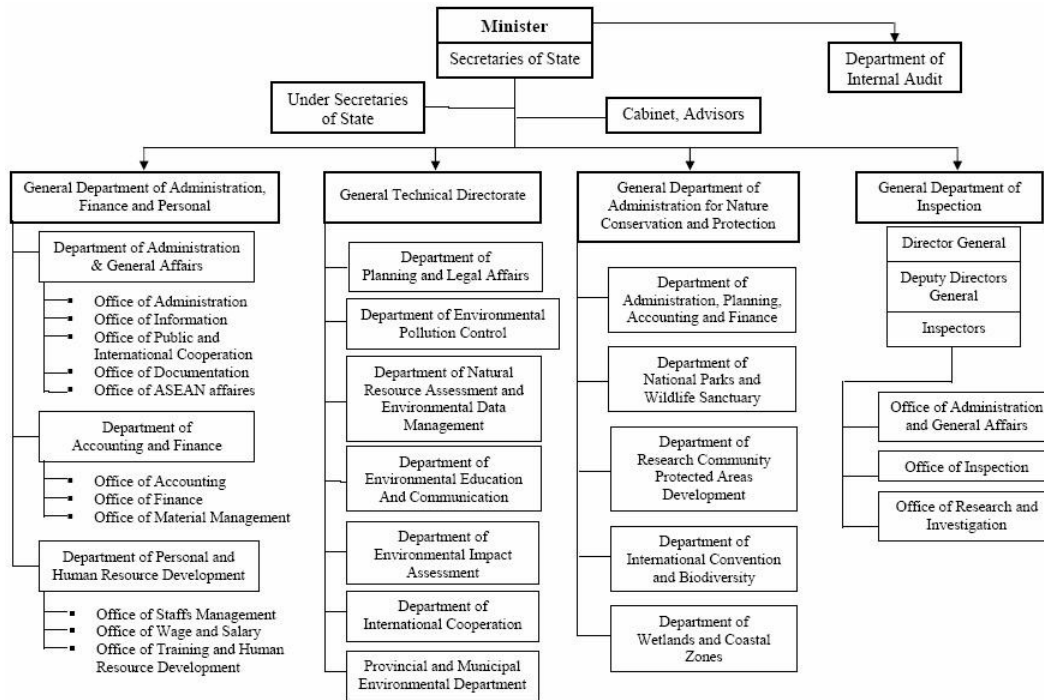 Minister
Secretaries of State
Department of
Internal Audit
Under Secretaries
of State
Cabinet, Advisors
General Department of Administration,
Finance and Personal
Department of Administration
& General Affairs
Office of Administration
Office of Information
Office of Public and
International Cooperation
Office of Documentation
Office of ASEAN affaires
Department of
Accounting and Finance
Office of Accounting
Office of Finance
Office of Material Management
Department of Personal and
Human Resource Development
Office of Staffs Management
Office of Wage and Salary
Office of Training and Human
Resource Development
General Technical Directorate
Department of
Planning and Legal Affairs
Department of Environmental
Pollution Control
Department of Natural
Resource Assessment and
Environmental Data
Management
Department of
Environmental Education
And Communication
Department of
Environmental Impact
Assessment
Department of
International Cooperation
Provincial and Municipal
Environmental Department
General Department of
Administration for Nature
Conservation and Protection
Department of
Administration, Planning,
Accounting and Finance
Department of
National Parks and
Wildlife Sanctuary
Department of
Research Community
Protected Areas
Development
Department of
International Convention
and Biodiversity
Department of
Wetlands and Coastal
Zones
General Department of
Inspection
Director General
Deputy Directors
General
Inspectors
Office of Administration
and General Affairs
Office of Inspection
Office of Research and
Investigation